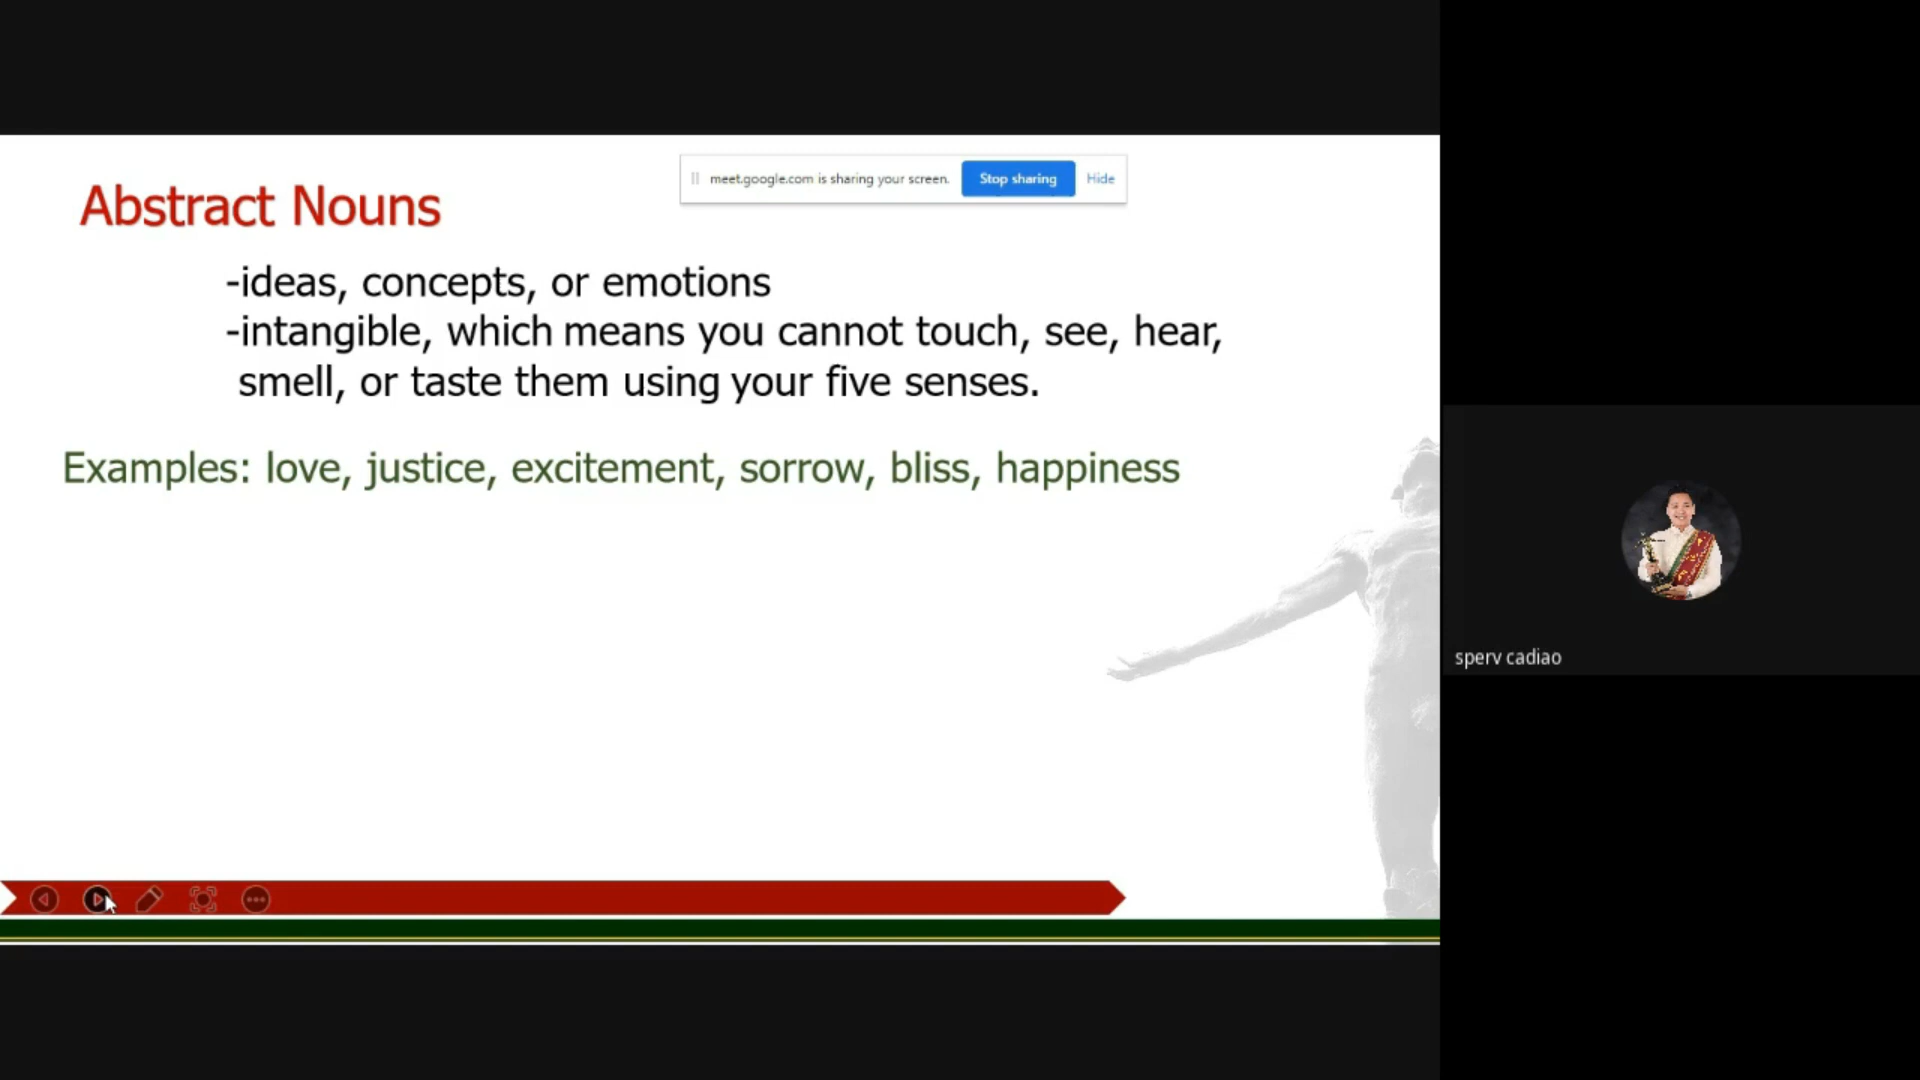 Abstract Nouns
meet.google.com is sharing your screen. Stop sharing Hide
-ideas, concepts, or emotions
-intangible, which means you cannot touch, see, hear,
smell, or taste them using your five senses.
Examples: love, justice, excitement, sorrow, bliss, happiness
sperv cadiao